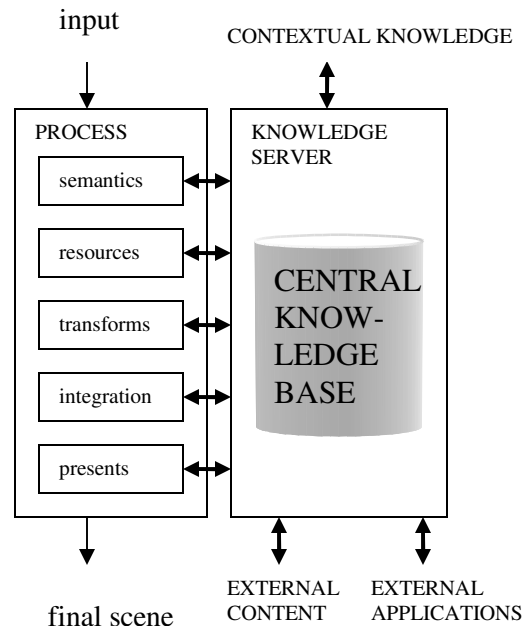 input
CONTEXTUAL KNOWLEDGE
PROCESS
semantics
resources
transforms
integration
presents
KNOWLEDGE
SERVER
CENTRAL
KNOW-
LEDGE
BASE
final scene
EXTERNAL
CONTENT
EXTERNAL
APPLICATIONS